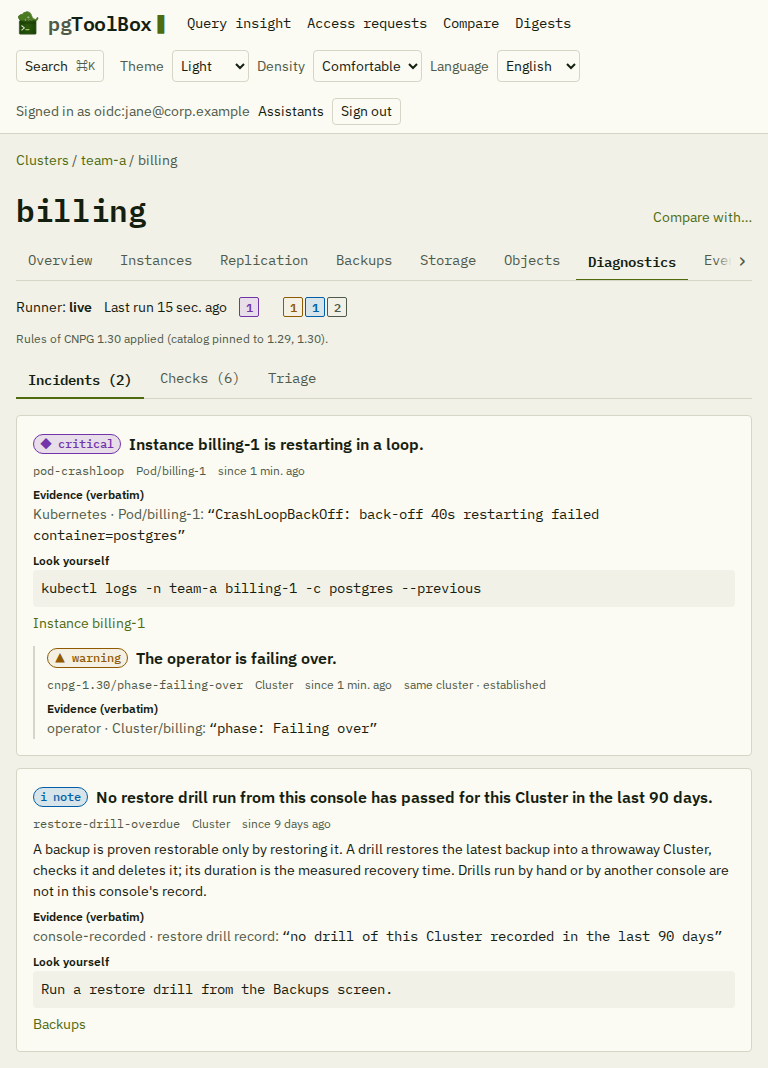 pgToolBox Query insight Access requests Compare Digests
Search ⌘K Theme Light Density Comfortable Language English
Signed in as oidc:jane@corp.example Assistants Sign out
Clusters / team-a / billing
billing
Compare with...
Overview Instances Replication Backups Storage Objects Diagnostics
Runner: live Last run 15 sec. ago 1 1 1 2
Rules of CNPG 1.30 applied (catalog pinned to 1.29, 1.30).
Incidents (2) Checks (6) Triage
◆ critical Instance billing-1 is restarting in a loop.
pod-crashloop Pod/billing-1 since 1 min. ago
Evidence (verbatim)
Kubernetes · Pod/billing-1: “CrashLoopBackOff: back-off 40s restarting failed
container=postgres”
Look yourself
kubectl logs -n team-a billing-1 -c postgres --previous
Instance billing-1
▲ warning The operator is failing over.
cnpg-1.30/phase-failing-over Cluster since 1 min. ago same cluster · established
Evidence (verbatim)
operator · Cluster/billing: “phase: Failing over”
i note No restore drill run from this console has passed for this Cluster in the last 90 days.
restore-drill-overdue Cluster since 9 days ago
A backup is proven restorable only by restoring it. A drill restores the latest backup into a throwaway Cluster,
checks it and deletes it; its duration is the measured recovery time. Drills run by hand or by another console are
not in this console's record.
Evidence (verbatim)
console-recorded · restore drill record: “no drill of this Cluster recorded in the last 90 days”
Look yourself
Run a restore drill from the Backups screen.
Backups